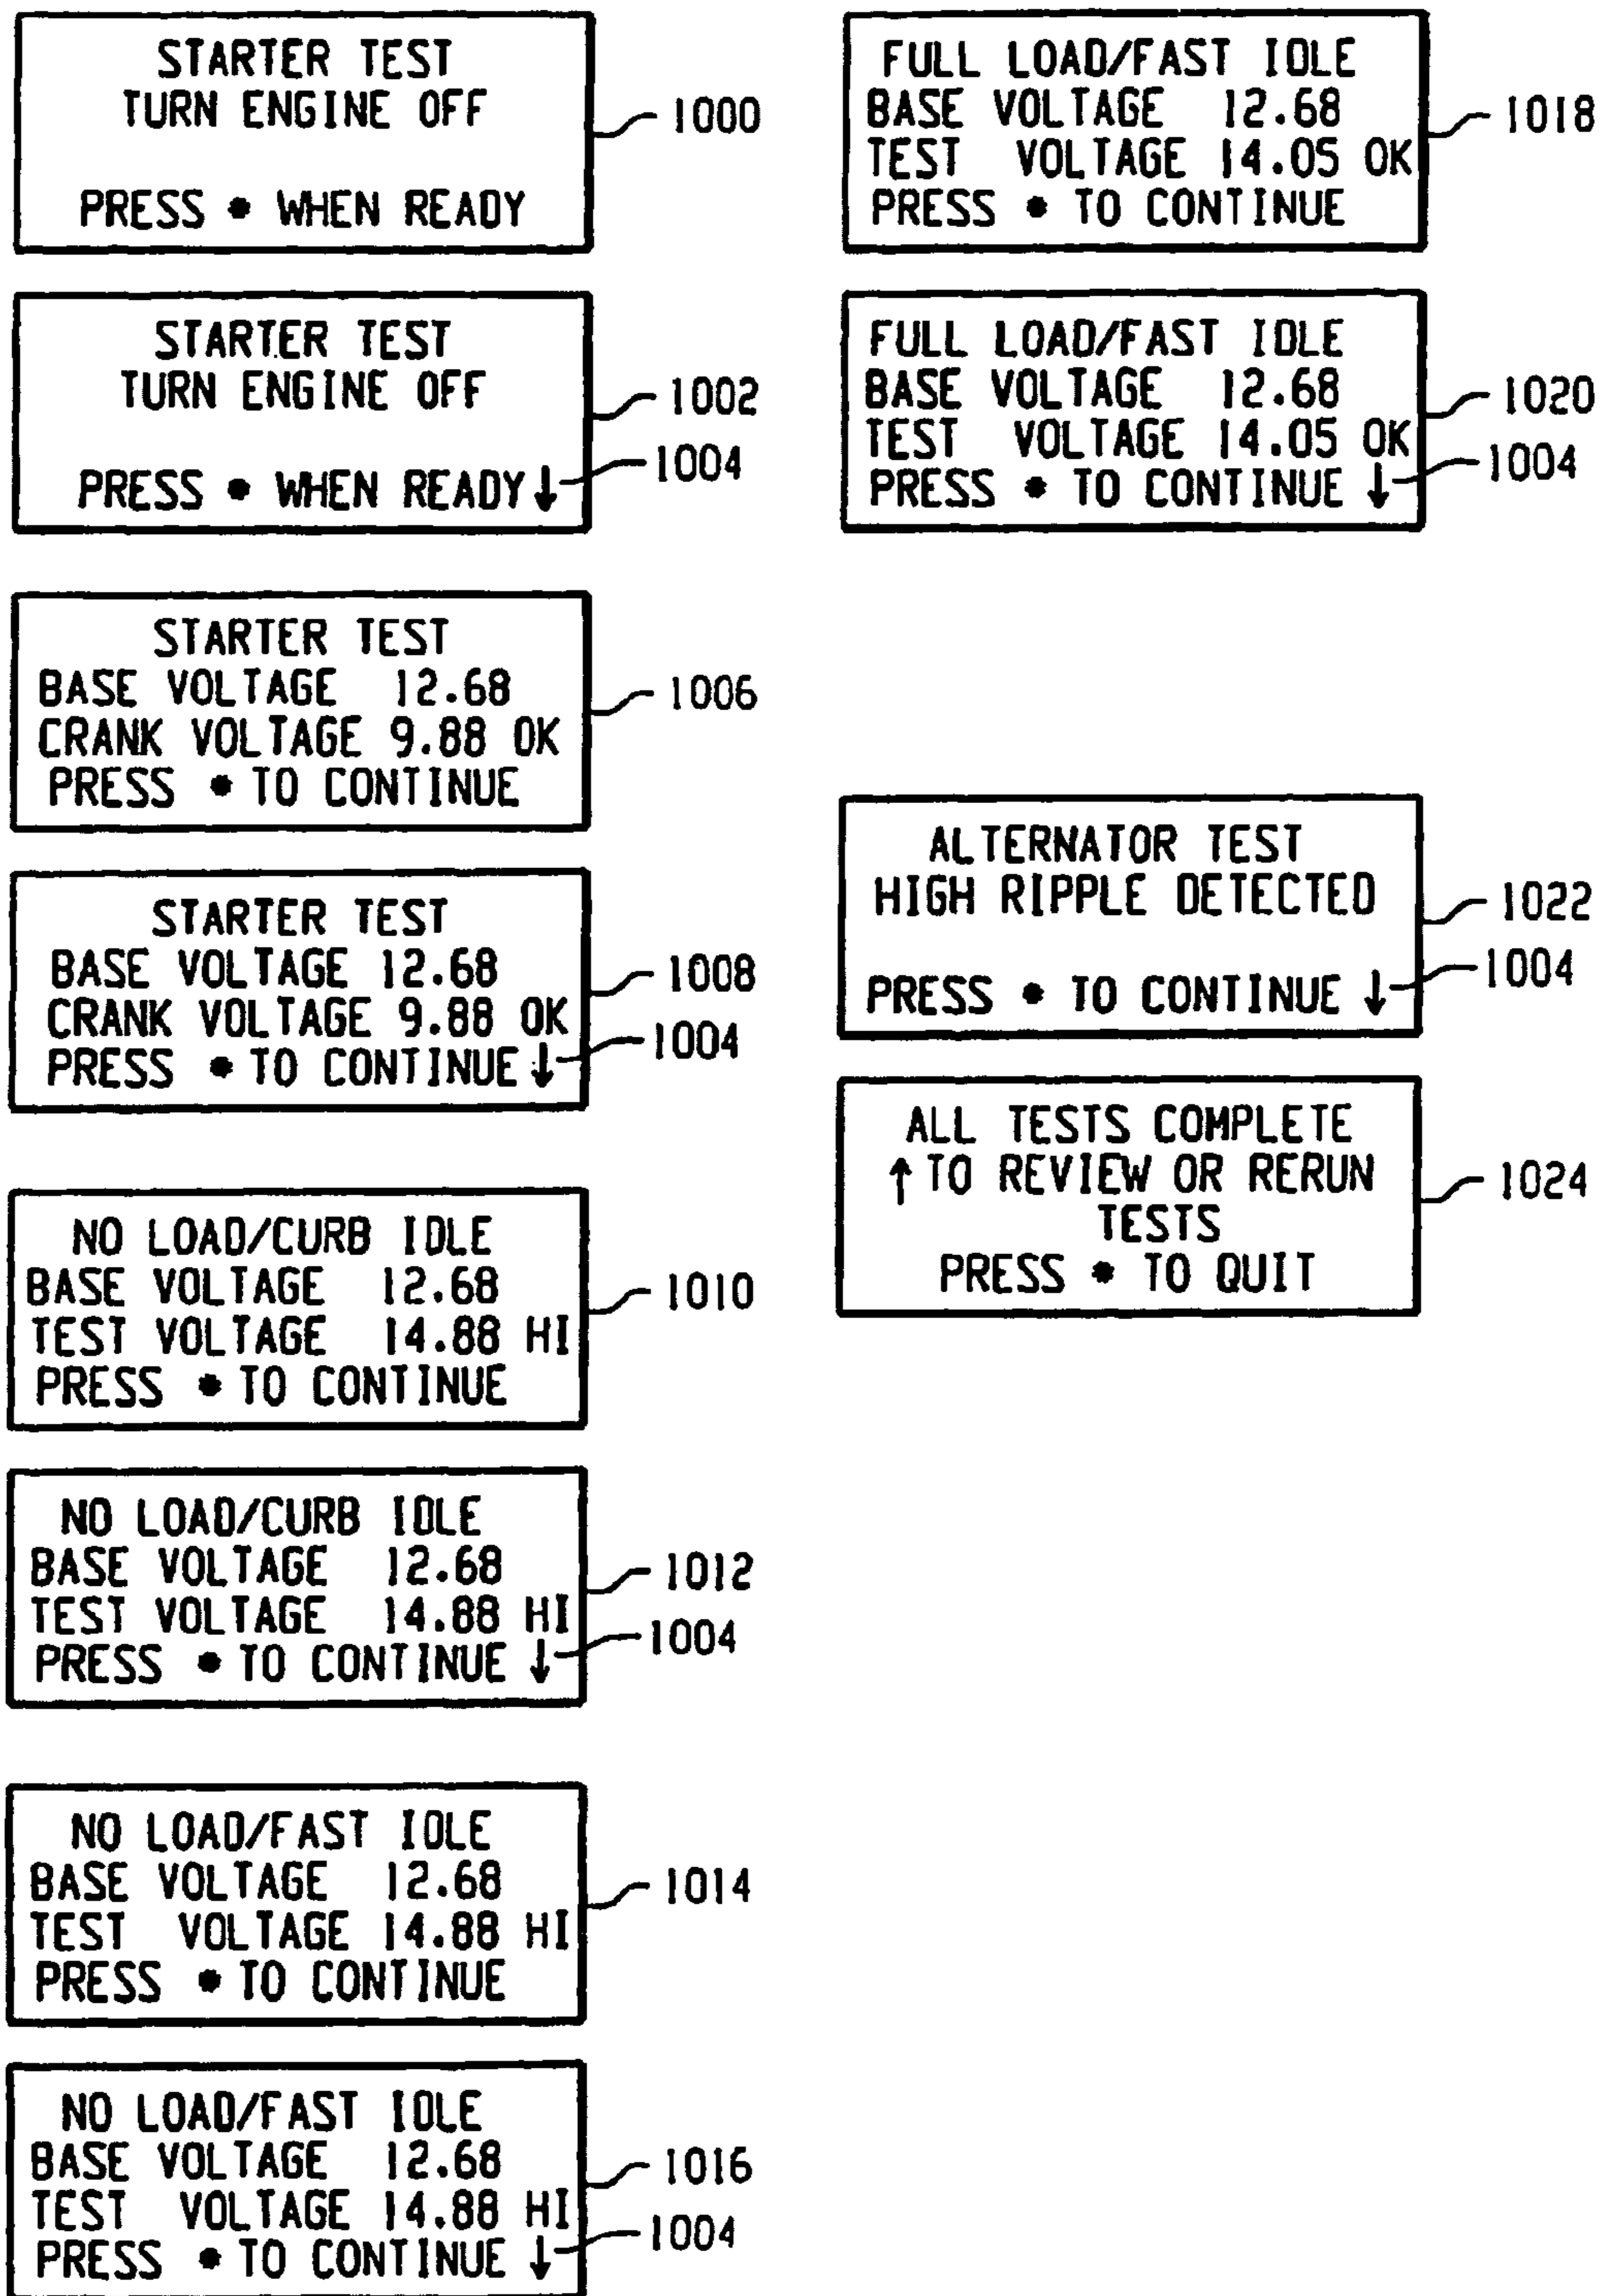 STARTER TEST
TURN ENGINE OFF
PRESS * WHEN READY
1000
STARTER TEST
TURN ENGINE OFF
PRESS * WHEN READY ↓
1002
1004
STARTER TEST
BASE VOLTAGE 12.68
CRANK VOLTAGE 9.88 OK
PRESS * TO CONTINUE
1006
STARTER TEST
BASE VOLTAGE 12.68
CRANK VOLTAGE 9.88 OK
PRESS * TO CONTINUE ↓
1008
1004
NO LOAD/CURB IDLE
BASE VOLTAGE 12.68
TEST VOLTAGE 14.88 HI
PRESS * TO CONTINUE
1010
NO LOAD/CURB IDLE
BASE VOLTAGE 12.68
TEST VOLTAGE 14.88 HI
PRESS * TO CONTINUE ↓
1012
1004
NO LOAD/FAST IDLE
BASE VOLTAGE 12.68
TEST VOLTAGE 14.88 HI
PRESS * TO CONTINUE
1014
NO LOAD/FAST IDLE
BASE VOLTAGE 12.68
TEST VOLTAGE 14.88 HI
PRESS * TO CONTINUE ↓
1016
1004
FULL LOAD/FAST IDLE
BASE VOLTAGE 12.68
TEST VOLTAGE 14.05 OK
PRESS * TO CONTINUE
1018
FULL LOAD/FAST IDLE
BASE VOLTAGE 12.68
TEST VOLTAGE 14.05 OK
PRESS * TO CONTINUE ↓
1020
1004
ALTERNATOR TEST
HIGH RIPPLE DETECTED
PRESS * TO CONTINUE ↓
1022
1004
ALL TESTS COMPLETE
↑ TO REVIEW OR RERUN
TESTS
PRESS * TO QUIT
1024